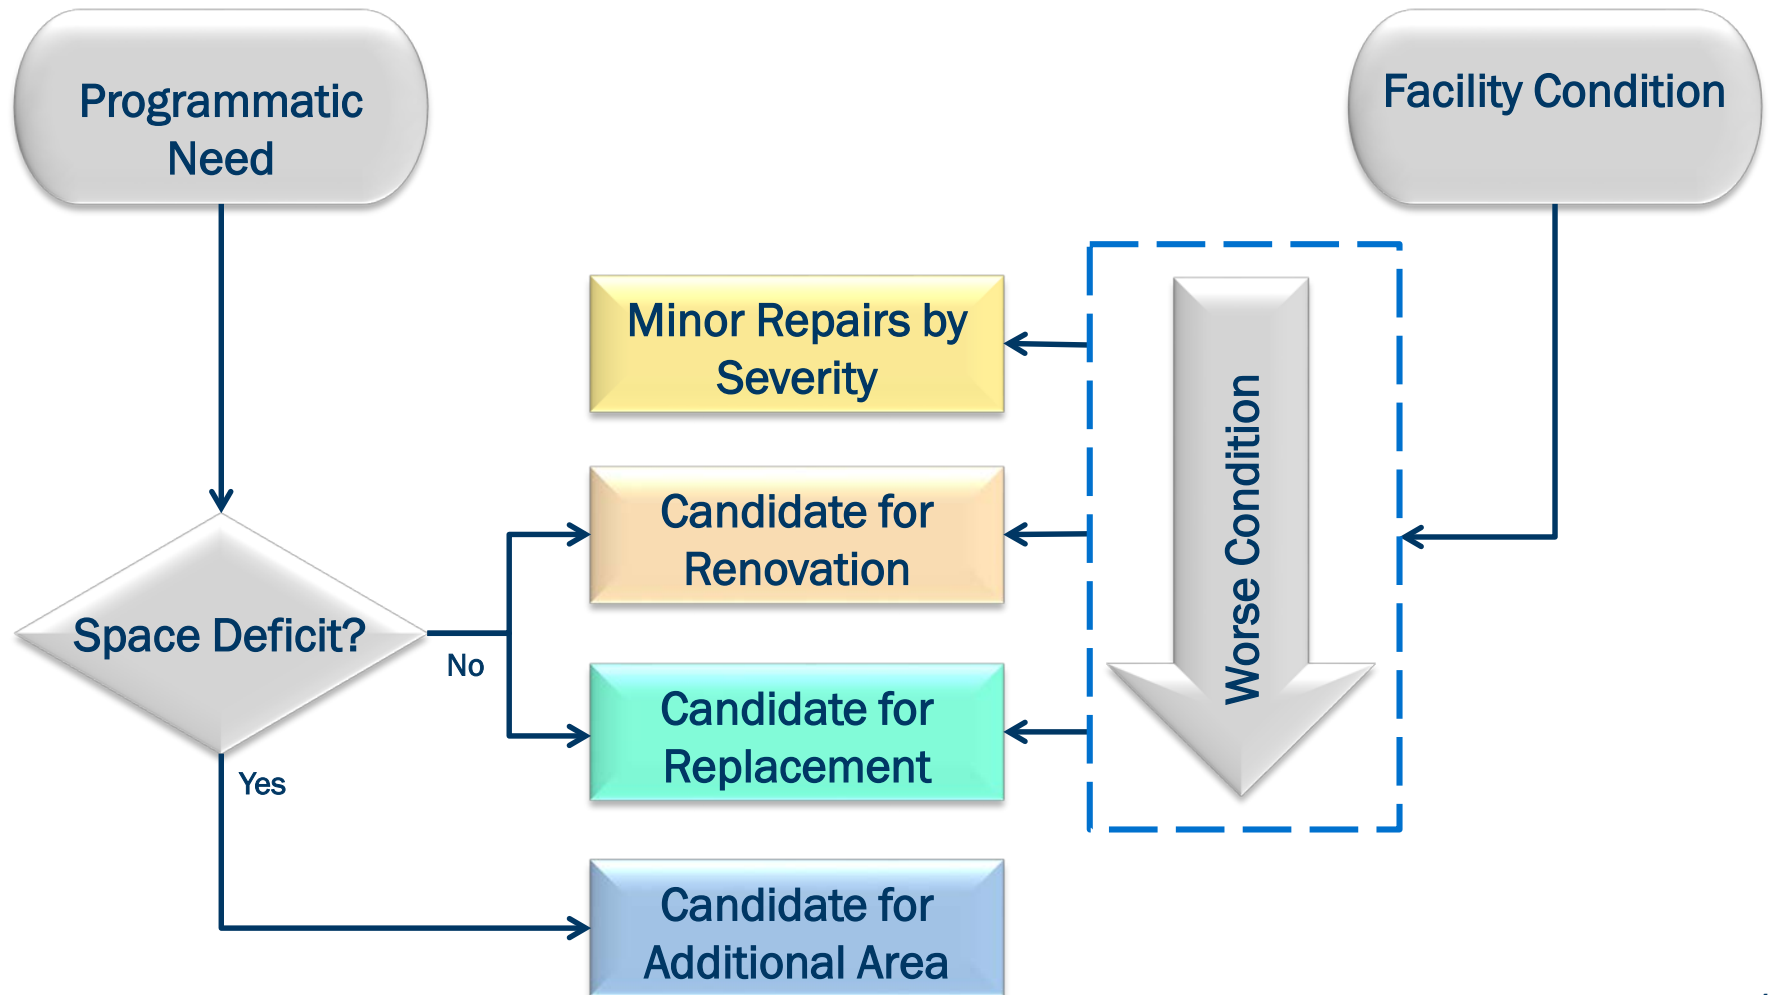 Programmatic
Need
Facility Condition
Minor Repairs by
Severity
Candidate for
Renovation
Worse Condition
Space Deficit?
No
Candidate for
Replacement
Yes
Candidate for
Additional Area